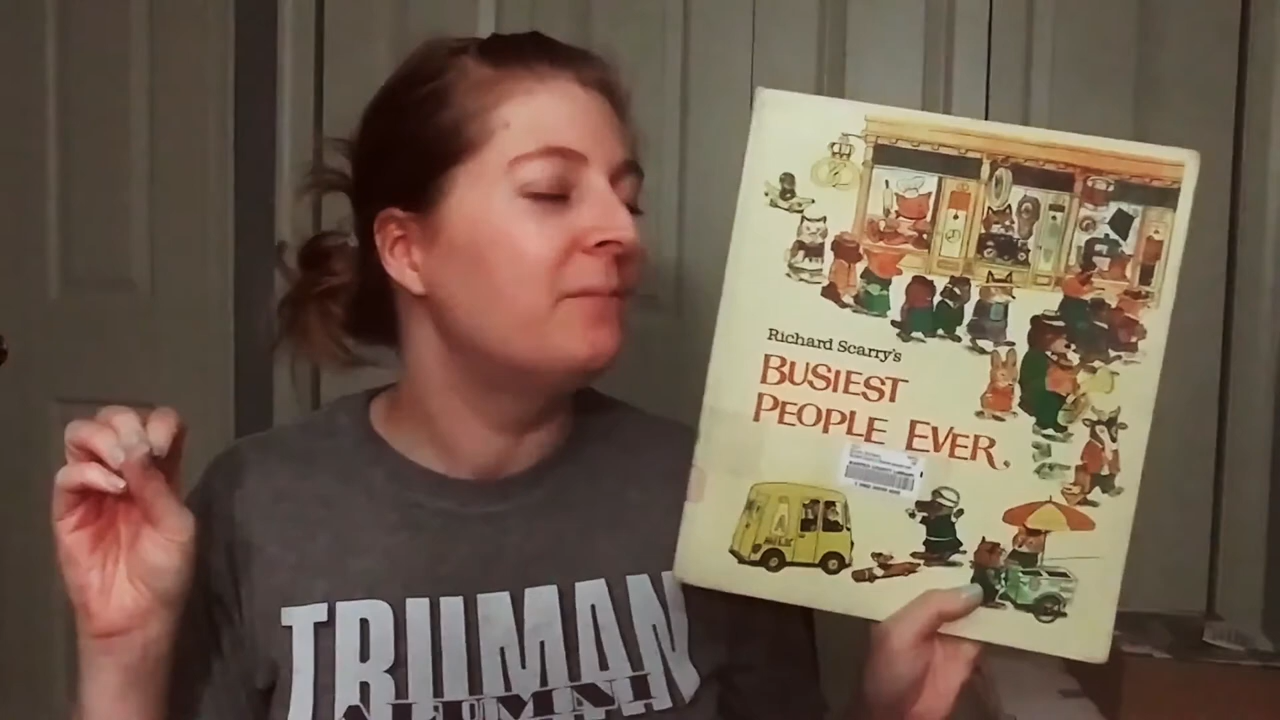 Richard Scarry's
BUSIEST
PEOPLE EVER.
TRUMAN
ALUMNI